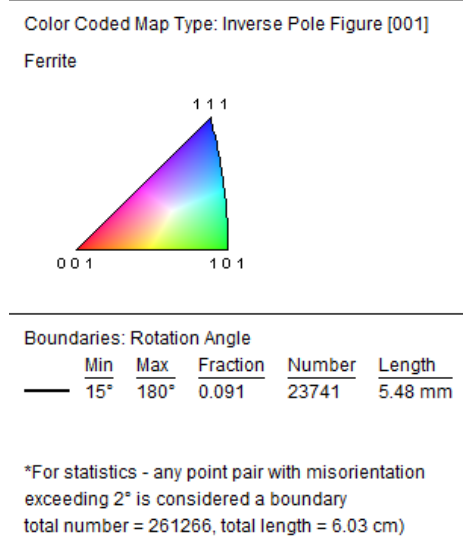 Color Coded Map Type: Inverse Pole Figure [001]
Ferrite
1 1 1
0 0 1 1 0 1
Boundaries: Rotation Angle
Min Max Fraction Number Length
15° 180° 0.091 23741 5.48 mm
*For statistics - any point pair with misorientation
exceeding 2° is considered a boundary
total number = 261266, total length = 6.03 cm)